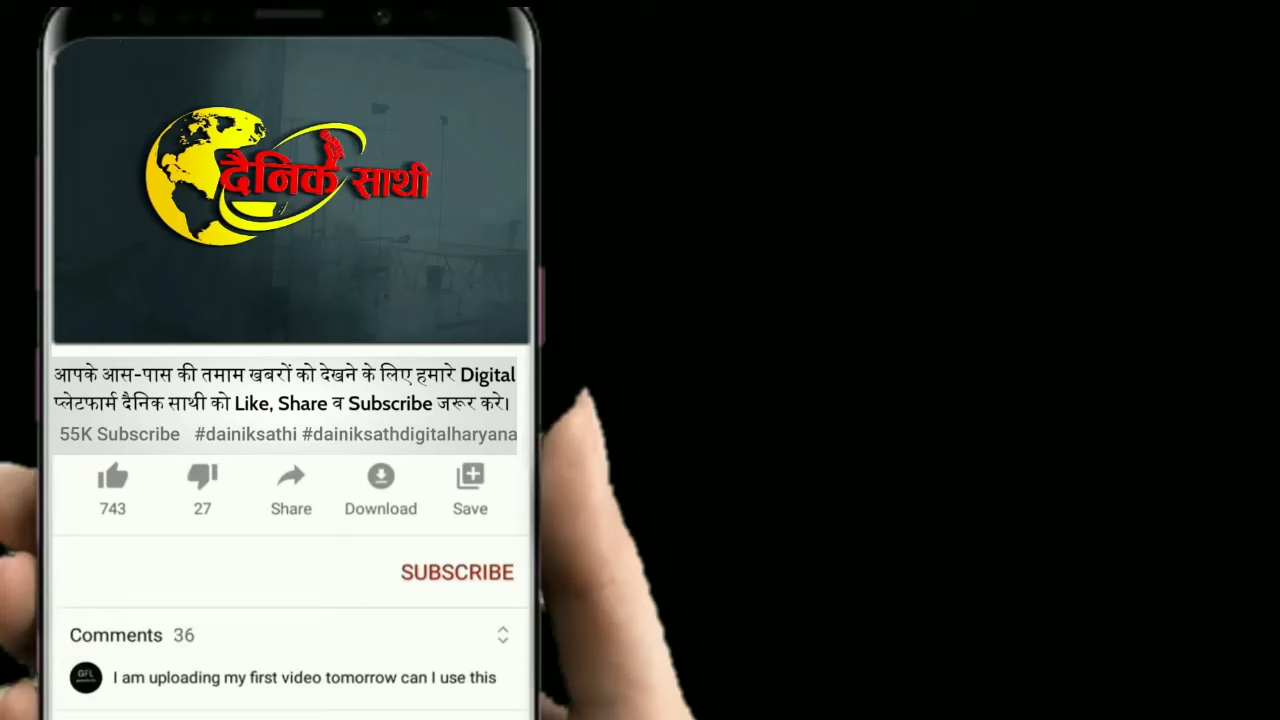 दैनिक साथी
आपके आस-पास की तमाम खबरों को देखने के लिए हमारे Digital
प्लेटफार्म दैनिक साथी को Like, Share व Subscribe जरूर करे।
55K Subscribe #dainiksathi #dainiksathdigitalharyana
743 27 Share Download Save
SUBSCRIBE
Comments 36
GFL
I am uploading my first video tomorrow can I use this